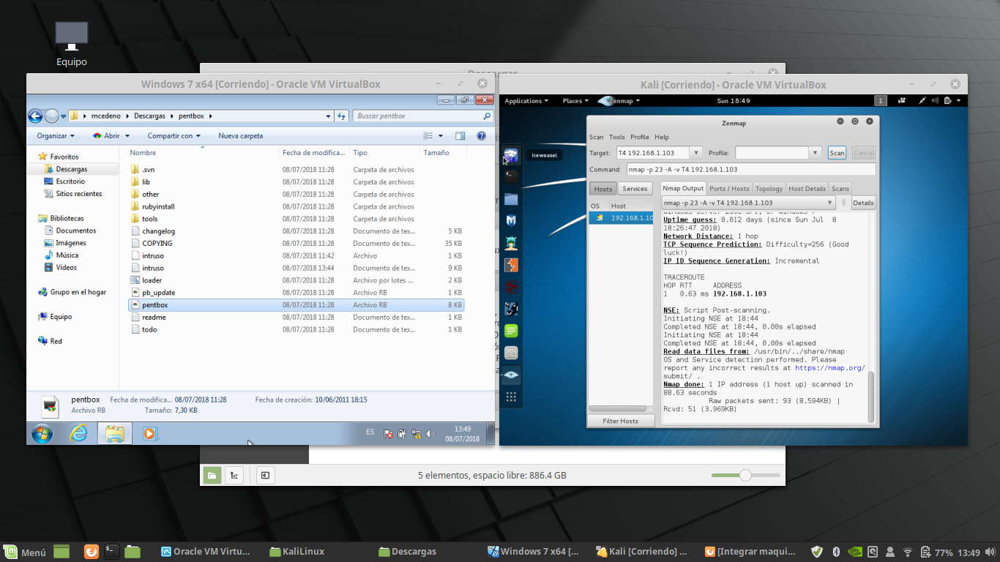 Equipo
Descargas
Windows 7 x64 [Corriendo] - Oracle VM VirtualBox
mcedeno ▸ Descargas ▸ pentbox ▸
Buscar pentbox
Organizar Abrir Compartir con Nueva carpeta
Nombre Fecha de modifica... Tipo Tamaño
Favoritos
Descargas
Escritorio
Sitios recientes
Bibliotecas
Documentos
Imágenes
Música
Vídeos
Grupo en el hogar
Equipo
Red
.svn 08/07/2018 11:28 Carpeta de archivos
lib 08/07/2018 11:28 Carpeta de archivos
other 08/07/2018 11:28 Carpeta de archivos
rubyinstall 08/07/2018 11:28 Carpeta de archivos
tools 08/07/2018 11:28 Carpeta de archivos
changelog 08/07/2018 11:28 Documento de tex... 5 KB
COPYING 08/07/2018 11:28 Documento de tex... 35 KB
intruso 08/07/2018 11:42 Archivo 1 KB
intruso 08/07/2018 13:44 Documento de tex... 9 KB
loader 08/07/2018 11:28 Archivo por lotes ... 2 KB
pb_update 08/07/2018 11:28 Archivo RB 1 KB
pentbox 08/07/2018 11:28 Archivo RB 8 KB
readme 08/07/2018 11:28 Documento de tex... 1 KB
todo 08/07/2018 11:28 Documento de tex... 1 KB
pentbox Fecha de modifica... 08/07/2018 11:28 Fecha de creación: 10/06/2011 18:15
Archivo RB Tamaño: 7,30 KB
ES 13:49
08/07/2018
Kali [Corriendo] - Oracle VM VirtualBox
Applications Places Zenmap Sun 18:49 1
Iceweasel
Zenmap
Scan Tools Profile Help
Target: T4 192.168.1.103 Profile: Scan Cancel
Command: nmap -p 23 -A -v T4 192.168.1.103
Hosts Services Nmap Output Ports / Hosts Topology Host Details Scans
OS Host
192.168.1.10
Filter Hosts
nmap -p 23 -A -v T4 192.168.1.103 Details
Uptime guess: 0.012 days (since Sun Jul 8
18:26:47 2018)
Network Distance: 1 hop
TCP Sequence Prediction: Difficulty=256 (Good
luck!)
IP ID Sequence Generation: Incremental
TRACEROUTE
HOP RTT ADDRESS
1 0.63 ms 192.168.1.103
NSE: Script Post-scanning.
Initiating NSE at 18:44
Completed NSE at 18:44, 0.00s elapsed
Initiating NSE at 18:44
Completed NSE at 18:44, 0.00s elapsed
Read data files from: /usr/bin/../share/nmap
OS and Service detection performed. Please
report any incorrect results at https://nmap.org/
submit/ .
Nmap done: 1 IP address (1 host up) scanned in
88.63 seconds
Raw packets sent: 93 (8.594KB) |
Rcvd: 51 (3.969KB)
5 elementos, espacio libre: 886.4 GB
Menú Oracle VM Virtu... KaliLinux Descargas Windows 7 x64 [... Kali [Corriendo] ... [Integrar maqui... 77% 13:49